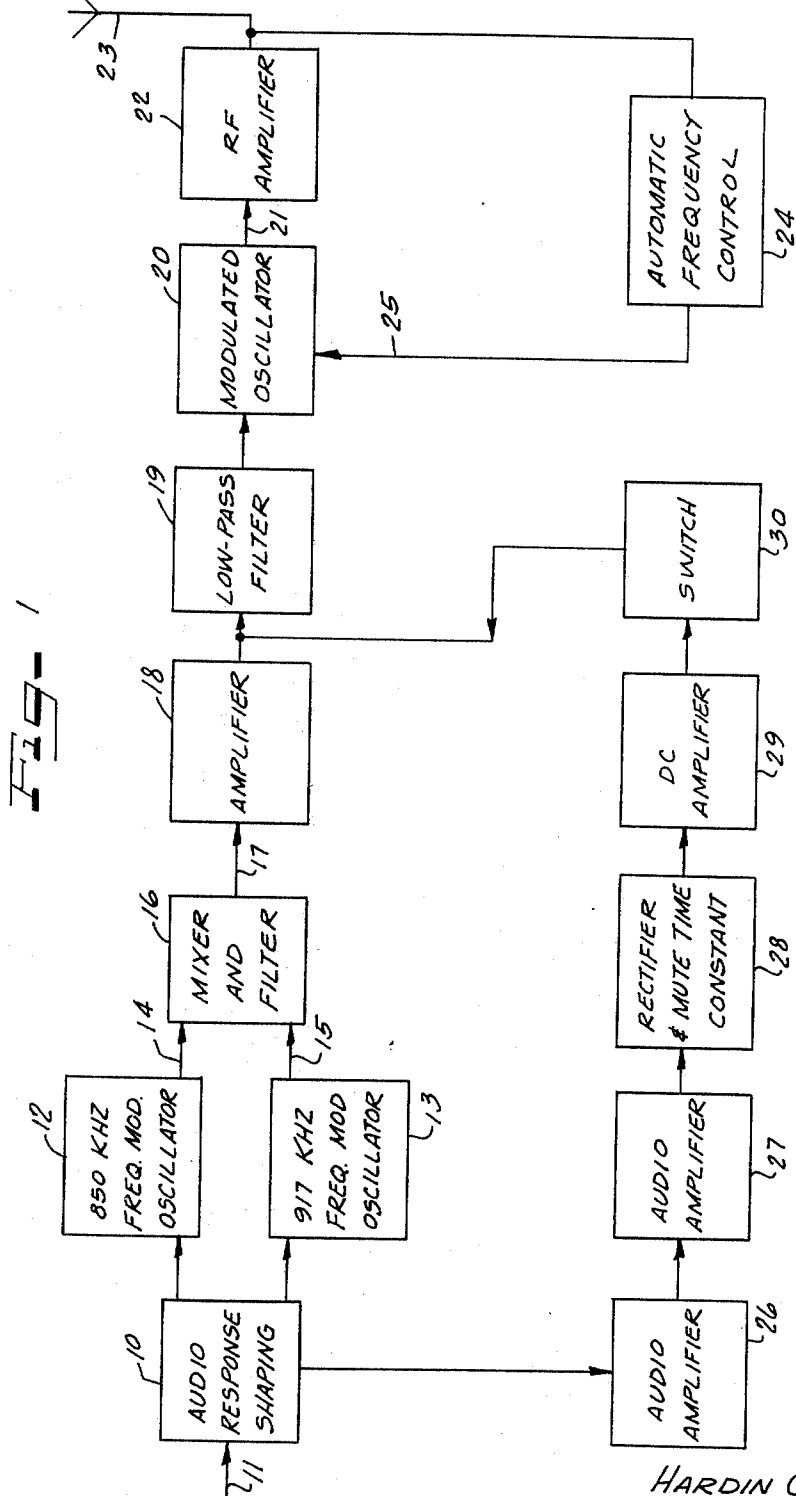 Fig- 1
11
10
AUDIO
RESPONSE
SHAPING
12
850 KHZ
FREQ. MOD.
OSCILLATOR
14
917 KHZ
FREQ. MOD
OSCILLATOR
13
15
16
MIXER
AND
FILTER
17
18
AMPLIFIER
19
LOW-PASS
FILTER
20
MODULATED
OSCILLATOR
21
22
RF
AMPLIFIER
23
25
AUTOMATIC
FREQUENCY
CONTROL
24
AUDIO
AMPLIFIER
26
AUDIO
AMPLIFIER
27
RECTIFIER
& MUTE TIME
CONSTANT
28
DC
AMPLIFIER
29
SWITCH
30
HARDIN